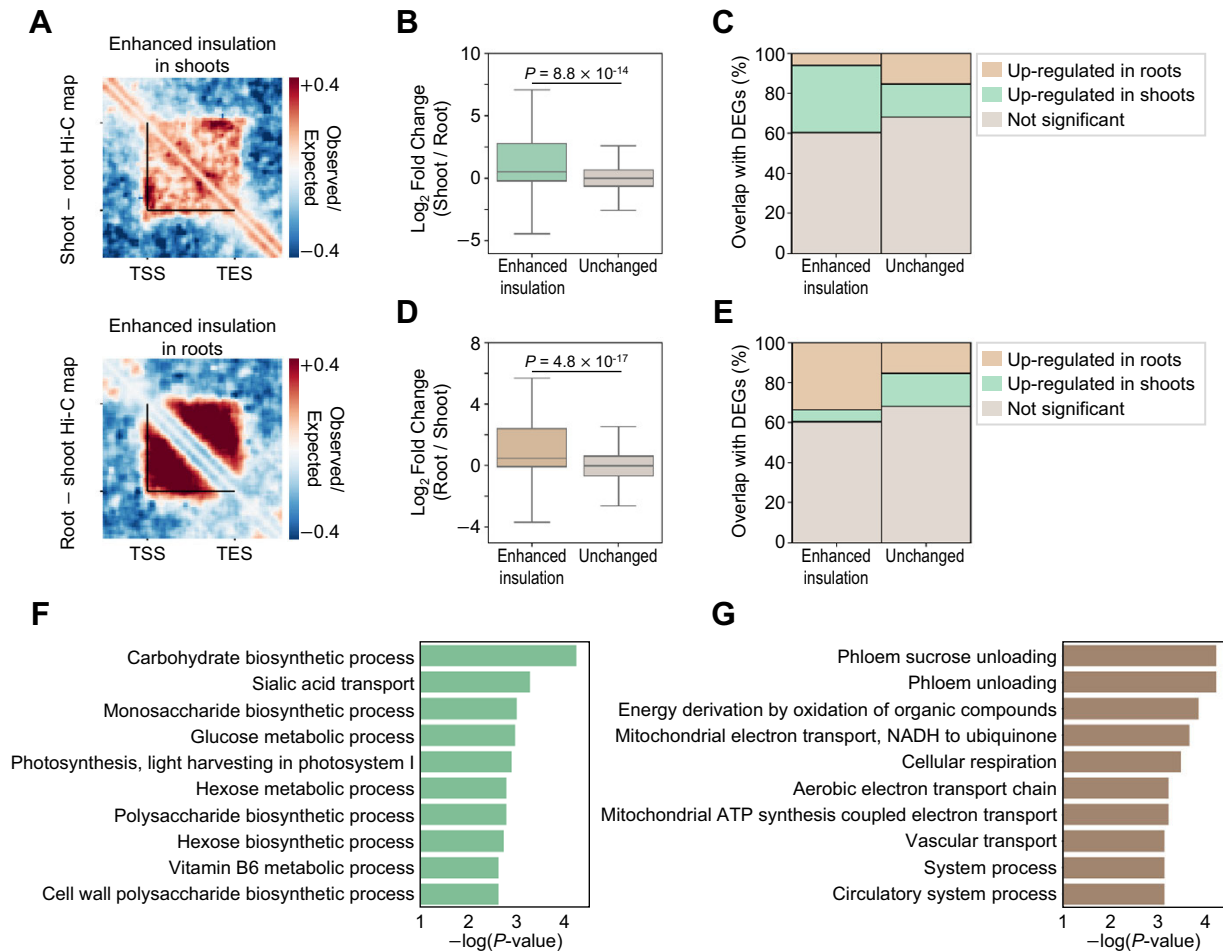 A
Enhanced insulation
in shoots
Shoot – root Hi-C map
TSS
TES
+0.4
Observed/
Expected
–0.4
B
Log2 Fold Change
(Shoot / Root)
10
5
0
–5
P = 8.8 × 10-14
Enhanced
insulation
Unchanged
C
Overlap with DEGs (%)
100
80
60
40
20
0
Enhanced
insulation
Unchanged
Up-regulated in roots
Up-regulated in shoots
Not significant
Enhanced insulation
in roots
Root – shoot Hi-C map
TSS
TES
+0.4
Observed/
Expected
–0.4
D
Log2 Fold Change
(Root / Shoot)
8
4
0
–4
P = 4.8 × 10-17
Enhanced
insulation
Unchanged
E
Overlap with DEGs (%)
100
80
60
40
20
0
Enhanced
insulation
Unchanged
Up-regulated in roots
Up-regulated in shoots
Not significant
F
Carbohydrate biosynthetic process
Sialic acid transport
Monosaccharide biosynthetic process
Glucose metabolic process
Photosynthesis, light harvesting in photosystem I
Hexose metabolic process
Polysaccharide biosynthetic process
Hexose biosynthetic process
Vitamin B6 metabolic process
Cell wall polysaccharide biosynthetic process
1 2 3 4
–log(P-value)
G
Phloem sucrose unloading
Phloem unloading
Energy derivation by oxidation of organic compounds
Mitochondrial electron transport, NADH to ubiquinone
Cellular respiration
Aerobic electron transport chain
Mitochondrial ATP synthesis coupled electron transport
Vascular transport
System process
Circulatory system process
1 2 3 4
–log(P-value)